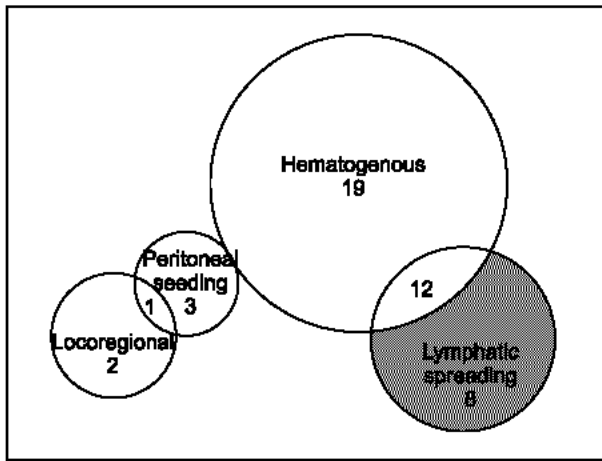 Hematogenous
19
Peritoneal
seeding
3
1
Locoregional
2
12
Lymphatic
spreading
8